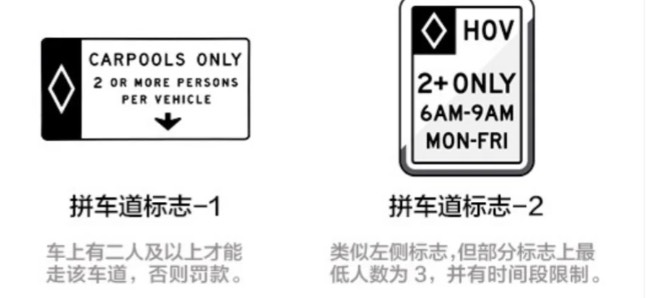 CARPOOLS ONLY
2 OR MORE PERSONS
PER VEHICLE
HOV
2+ONLY
6AM-9AM
MON-FRI
拼车道标志-1
车上有二人及以上才能
走该车道，否则罚款。
拼车道标志-2
类似左侧标志,但部分标志上最
低人数为 3，并有时间段限制。